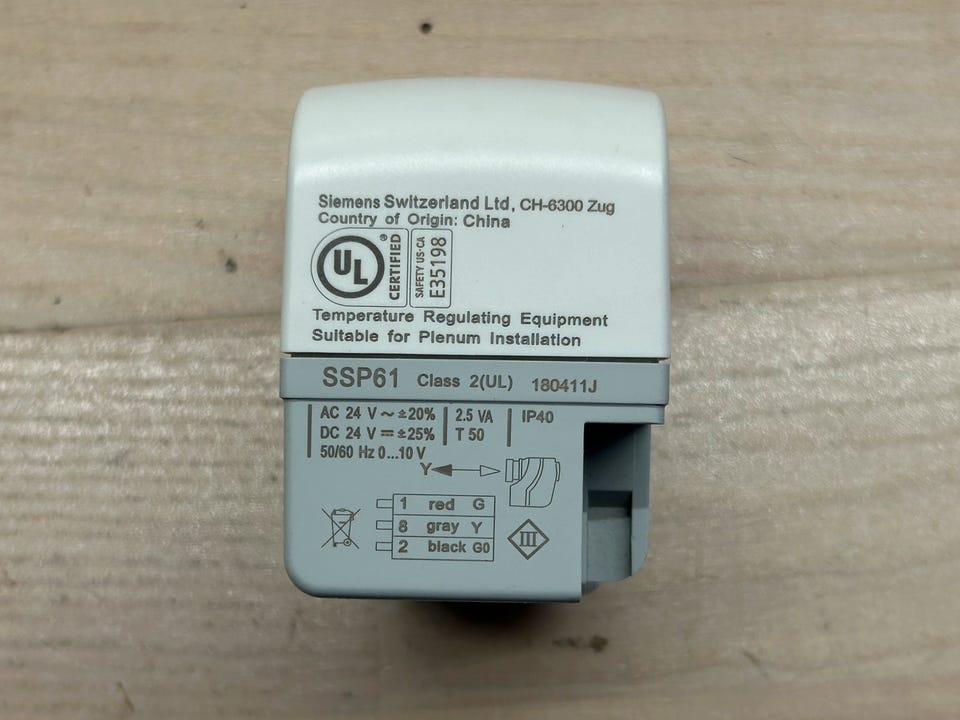 Siemens Switzerland Ltd, CH-6300 Zug
Country of Origin: China
UL ® CERTIFIED
SAFETY US-CA
E35198
Temperature Regulating Equipment
Suitable for Plenum Installation
SSP61 Class 2(UL) 180411J
AC 24 V ~ ±20% 2.5 VA IP40
DC 24 V ⎓ ±25% T 50
50/60 Hz 0...10 V
Y
1 red G
8 gray Y
2 black G0
III